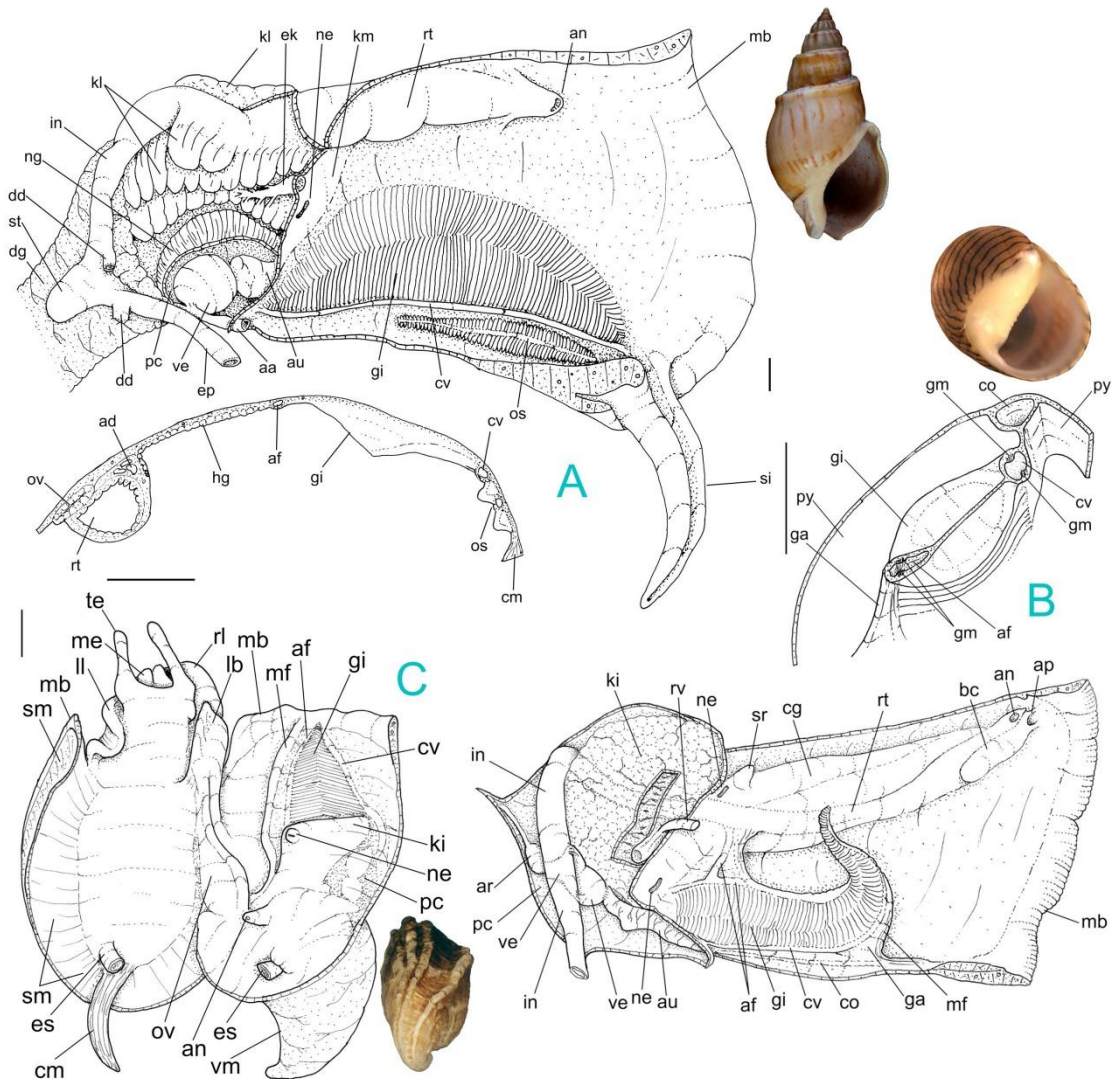 kl ek ne km rt an mb
kl
in
ng
dd
st
dg
pc ve aa au gi cv os
dd ep
si
A
ad af cv
ov hg gi
rt os
cm
co py
gm
gi
py cv
ga gm
B
gm af
te
me rl mb af gi
ll lb mf
mb C cv
sm
ki
ne
pc
sm
es ov es
cm an vm
ki rv ne sr cg rt bc an ap
in
ar
pc
ve mb
in ve ne au af gi cv co ga mf